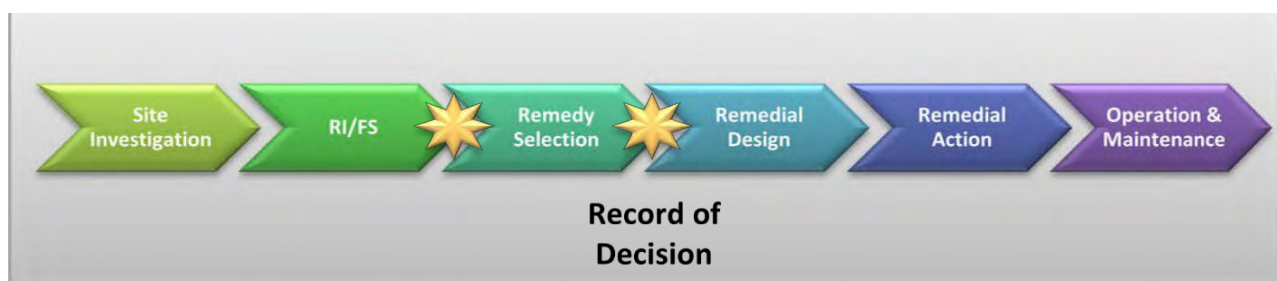 Site
Investigation
RI/FS
Remedy
Selection
Remedial
Design
Remedial
Action
Operation &
Maintenance
Record of
Decision